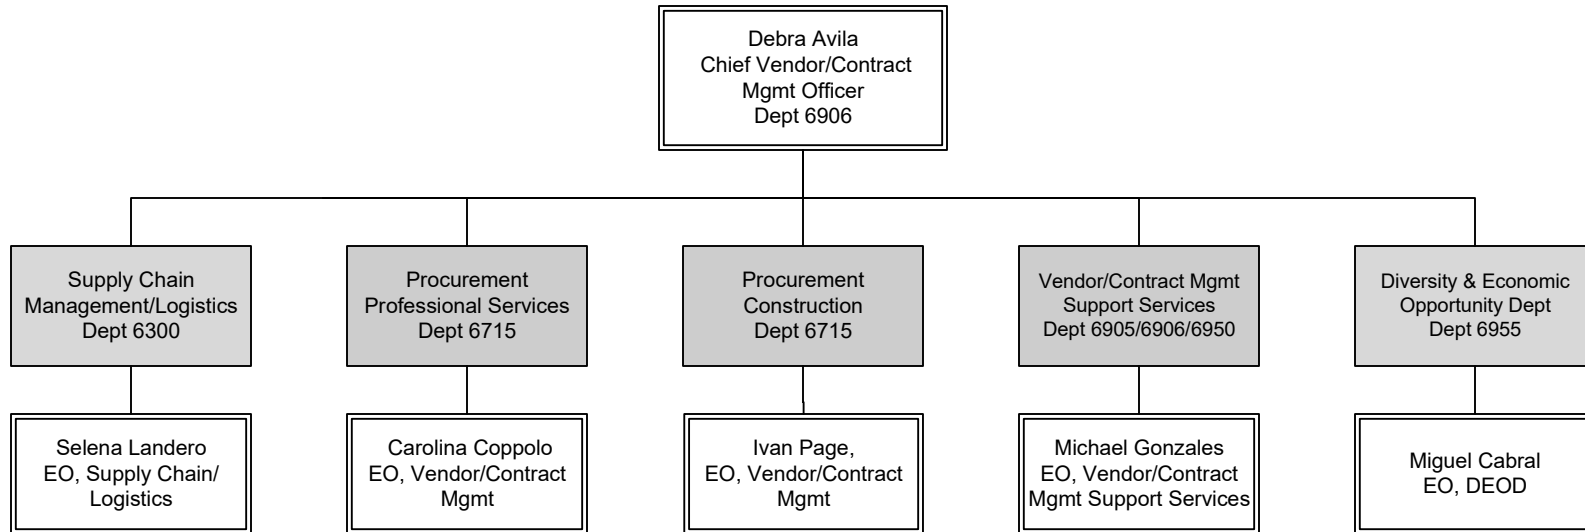 Debra Avila
Chief Vendor/Contract
Mgmt Officer
Dept 6906
Supply Chain
Management/Logistics
Dept 6300
Procurement
Professional Services
Dept 6715
Procurement
Construction
Dept 6715
Vendor/Contract Mgmt
Support Services
Dept 6905/6906/6950
Diversity & Economic
Opportunity Dept
Dept 6955
Selena Landero
EO, Supply Chain/
Logistics
Carolina Coppolo
EO, Vendor/Contract
Mgmt
Ivan Page,
EO, Vendor/Contract
Mgmt
Michael Gonzales
EO, Vendor/Contract
Mgmt Support Services
Miguel Cabral
EO, DEOD